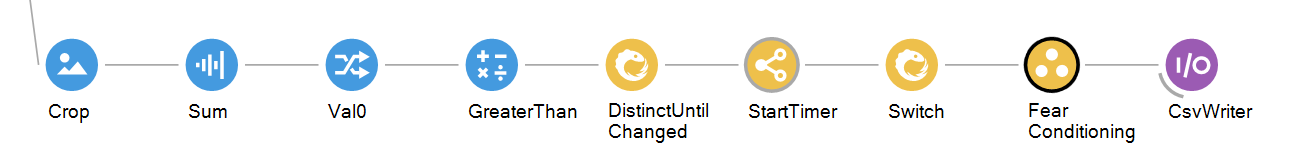 I/O
Crop
Sum
Val0
GreaterThan
DistinctUntil
Changed
StartTimer
Switch
Fear
Conditioning
CsvWriter